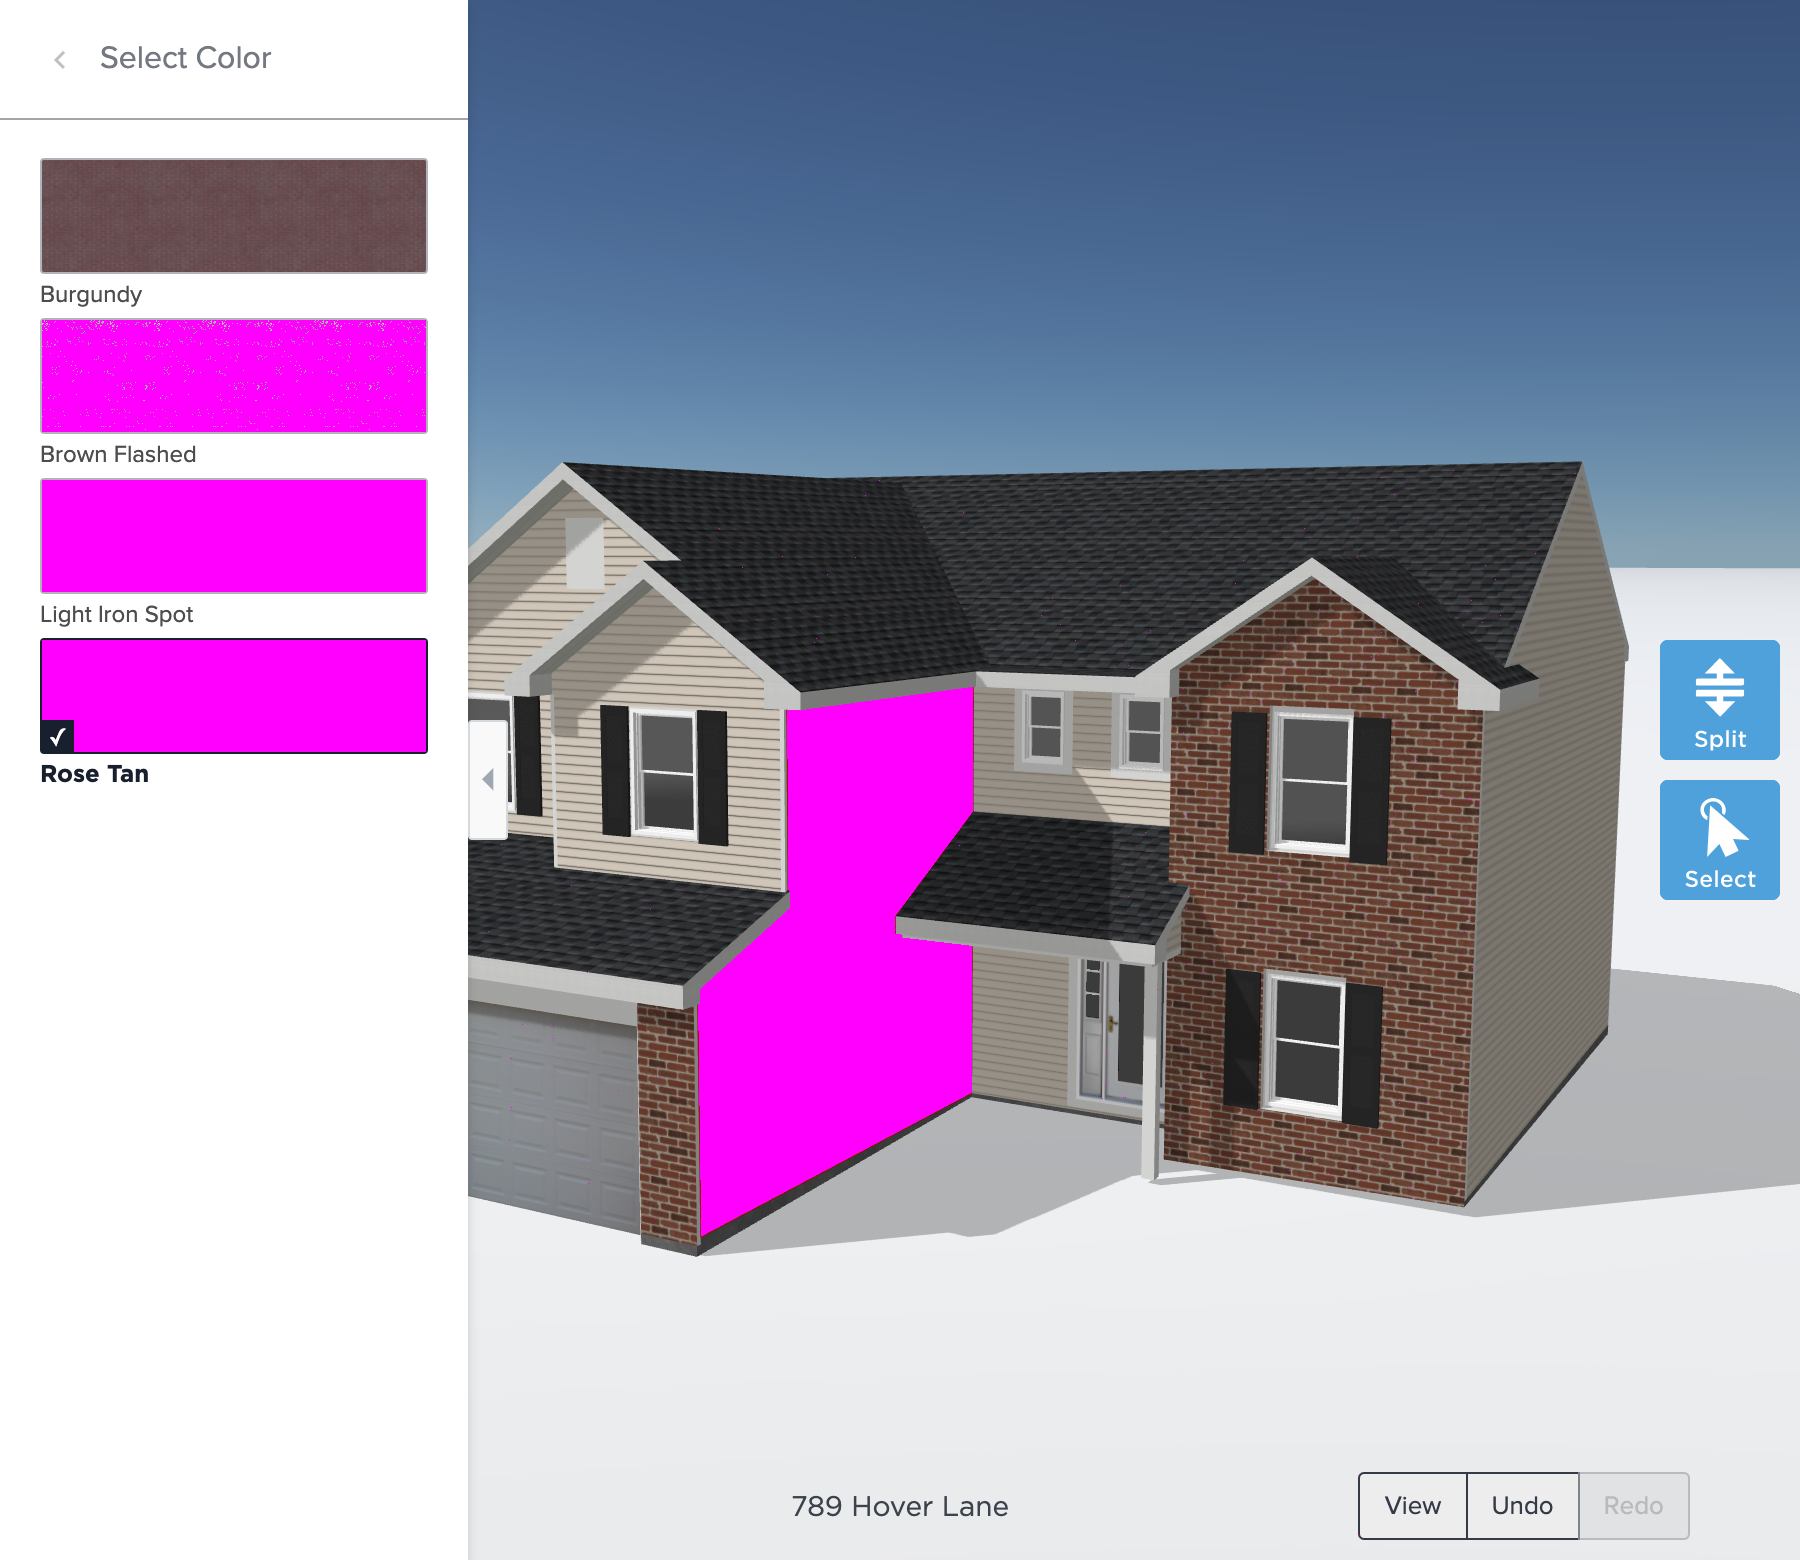 Select Color
Burgundy
Brown Flashed
Light Iron Spot
Rose Tan
Split
Select
789 Hover Lane
View
Undo
Redo